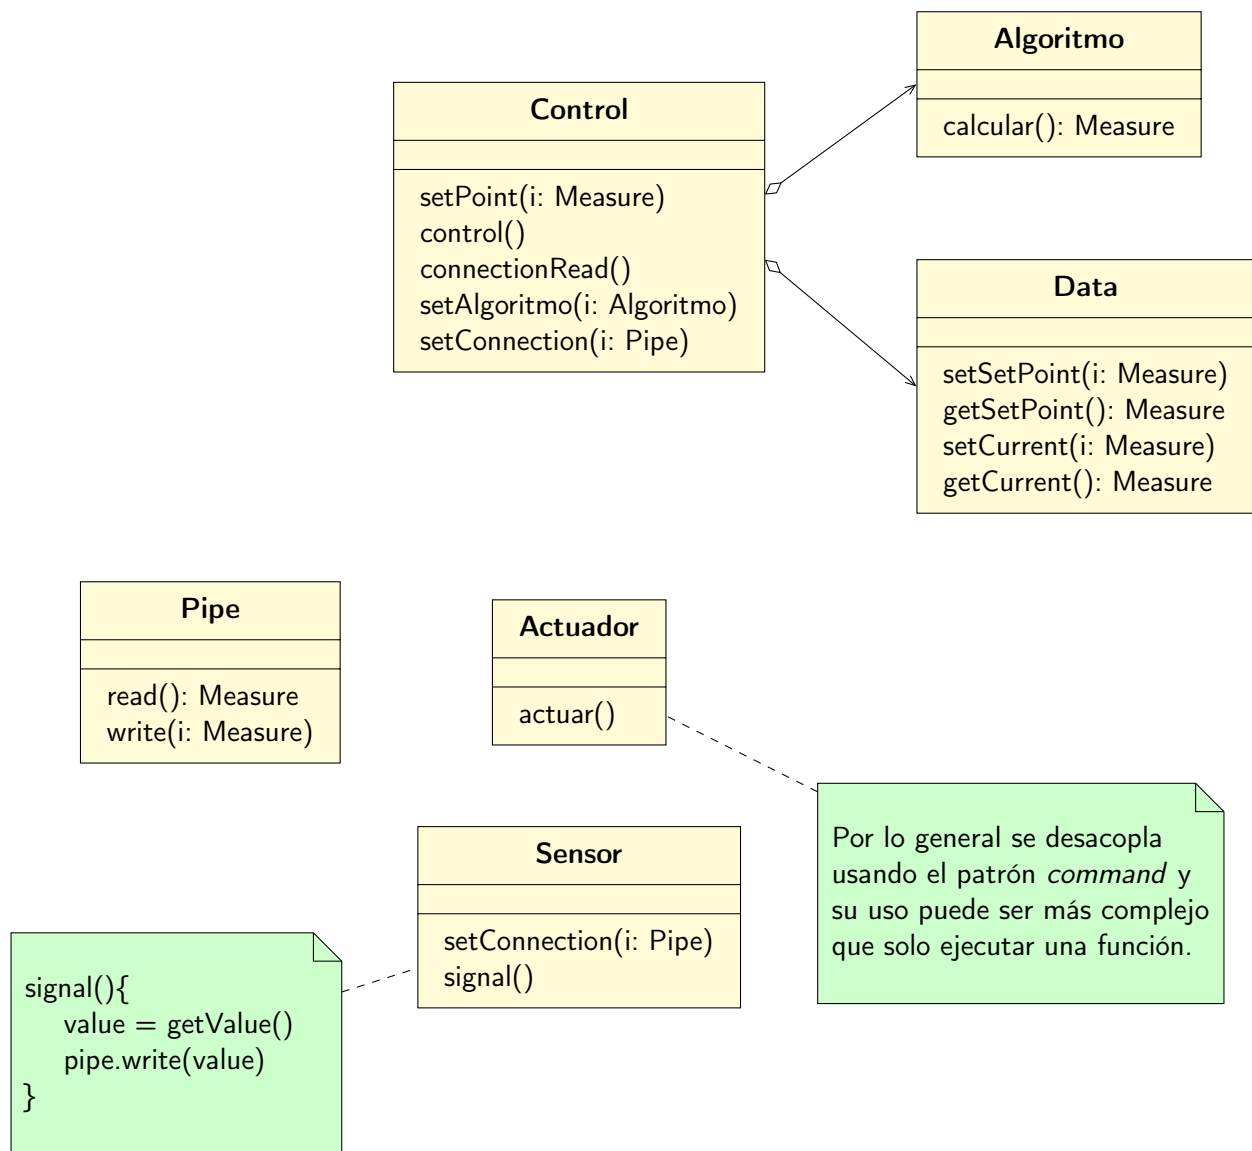 Algoritmo
calcular(): Measure
Control
setPoint(i: Measure)
control()
connectionRead()
setAlgoritmo(i: Algoritmo)
setConnection(i: Pipe)
Data
setSetPoint(i: Measure)
getSetPoint(): Measure
setCurrent(i: Measure)
getCurrent(): Measure
Pipe
read(): Measure
write(i: Measure)
Actuador
actuar()
Por lo general se desacopla
usando el patrón command y
su uso puede ser más complejo
que solo ejecutar una función.
Sensor
setConnection(i: Pipe)
signal()
signal(){
value = getValue()
pipe.write(value)
}